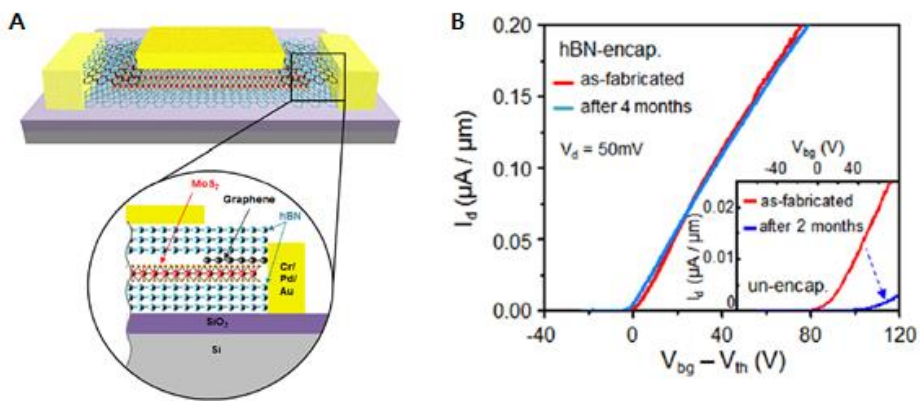 A
MoS₂
Graphene
hBN
Cr/
Pd/
Au
SiO₂
Si
B
0.20
0.15
0.10
0.05
0.00
I_d (μA / μm)
hBN-encap.
as-fabricated
after 4 months
V_d = 50mV
-40
0
40
80
120
V_bg – V_th (V)
V_bg (V)
-40 0 40 80
0.02
0.01
0
I_d (μA / μm)
as-fabricated
after 2 months
un-encap.